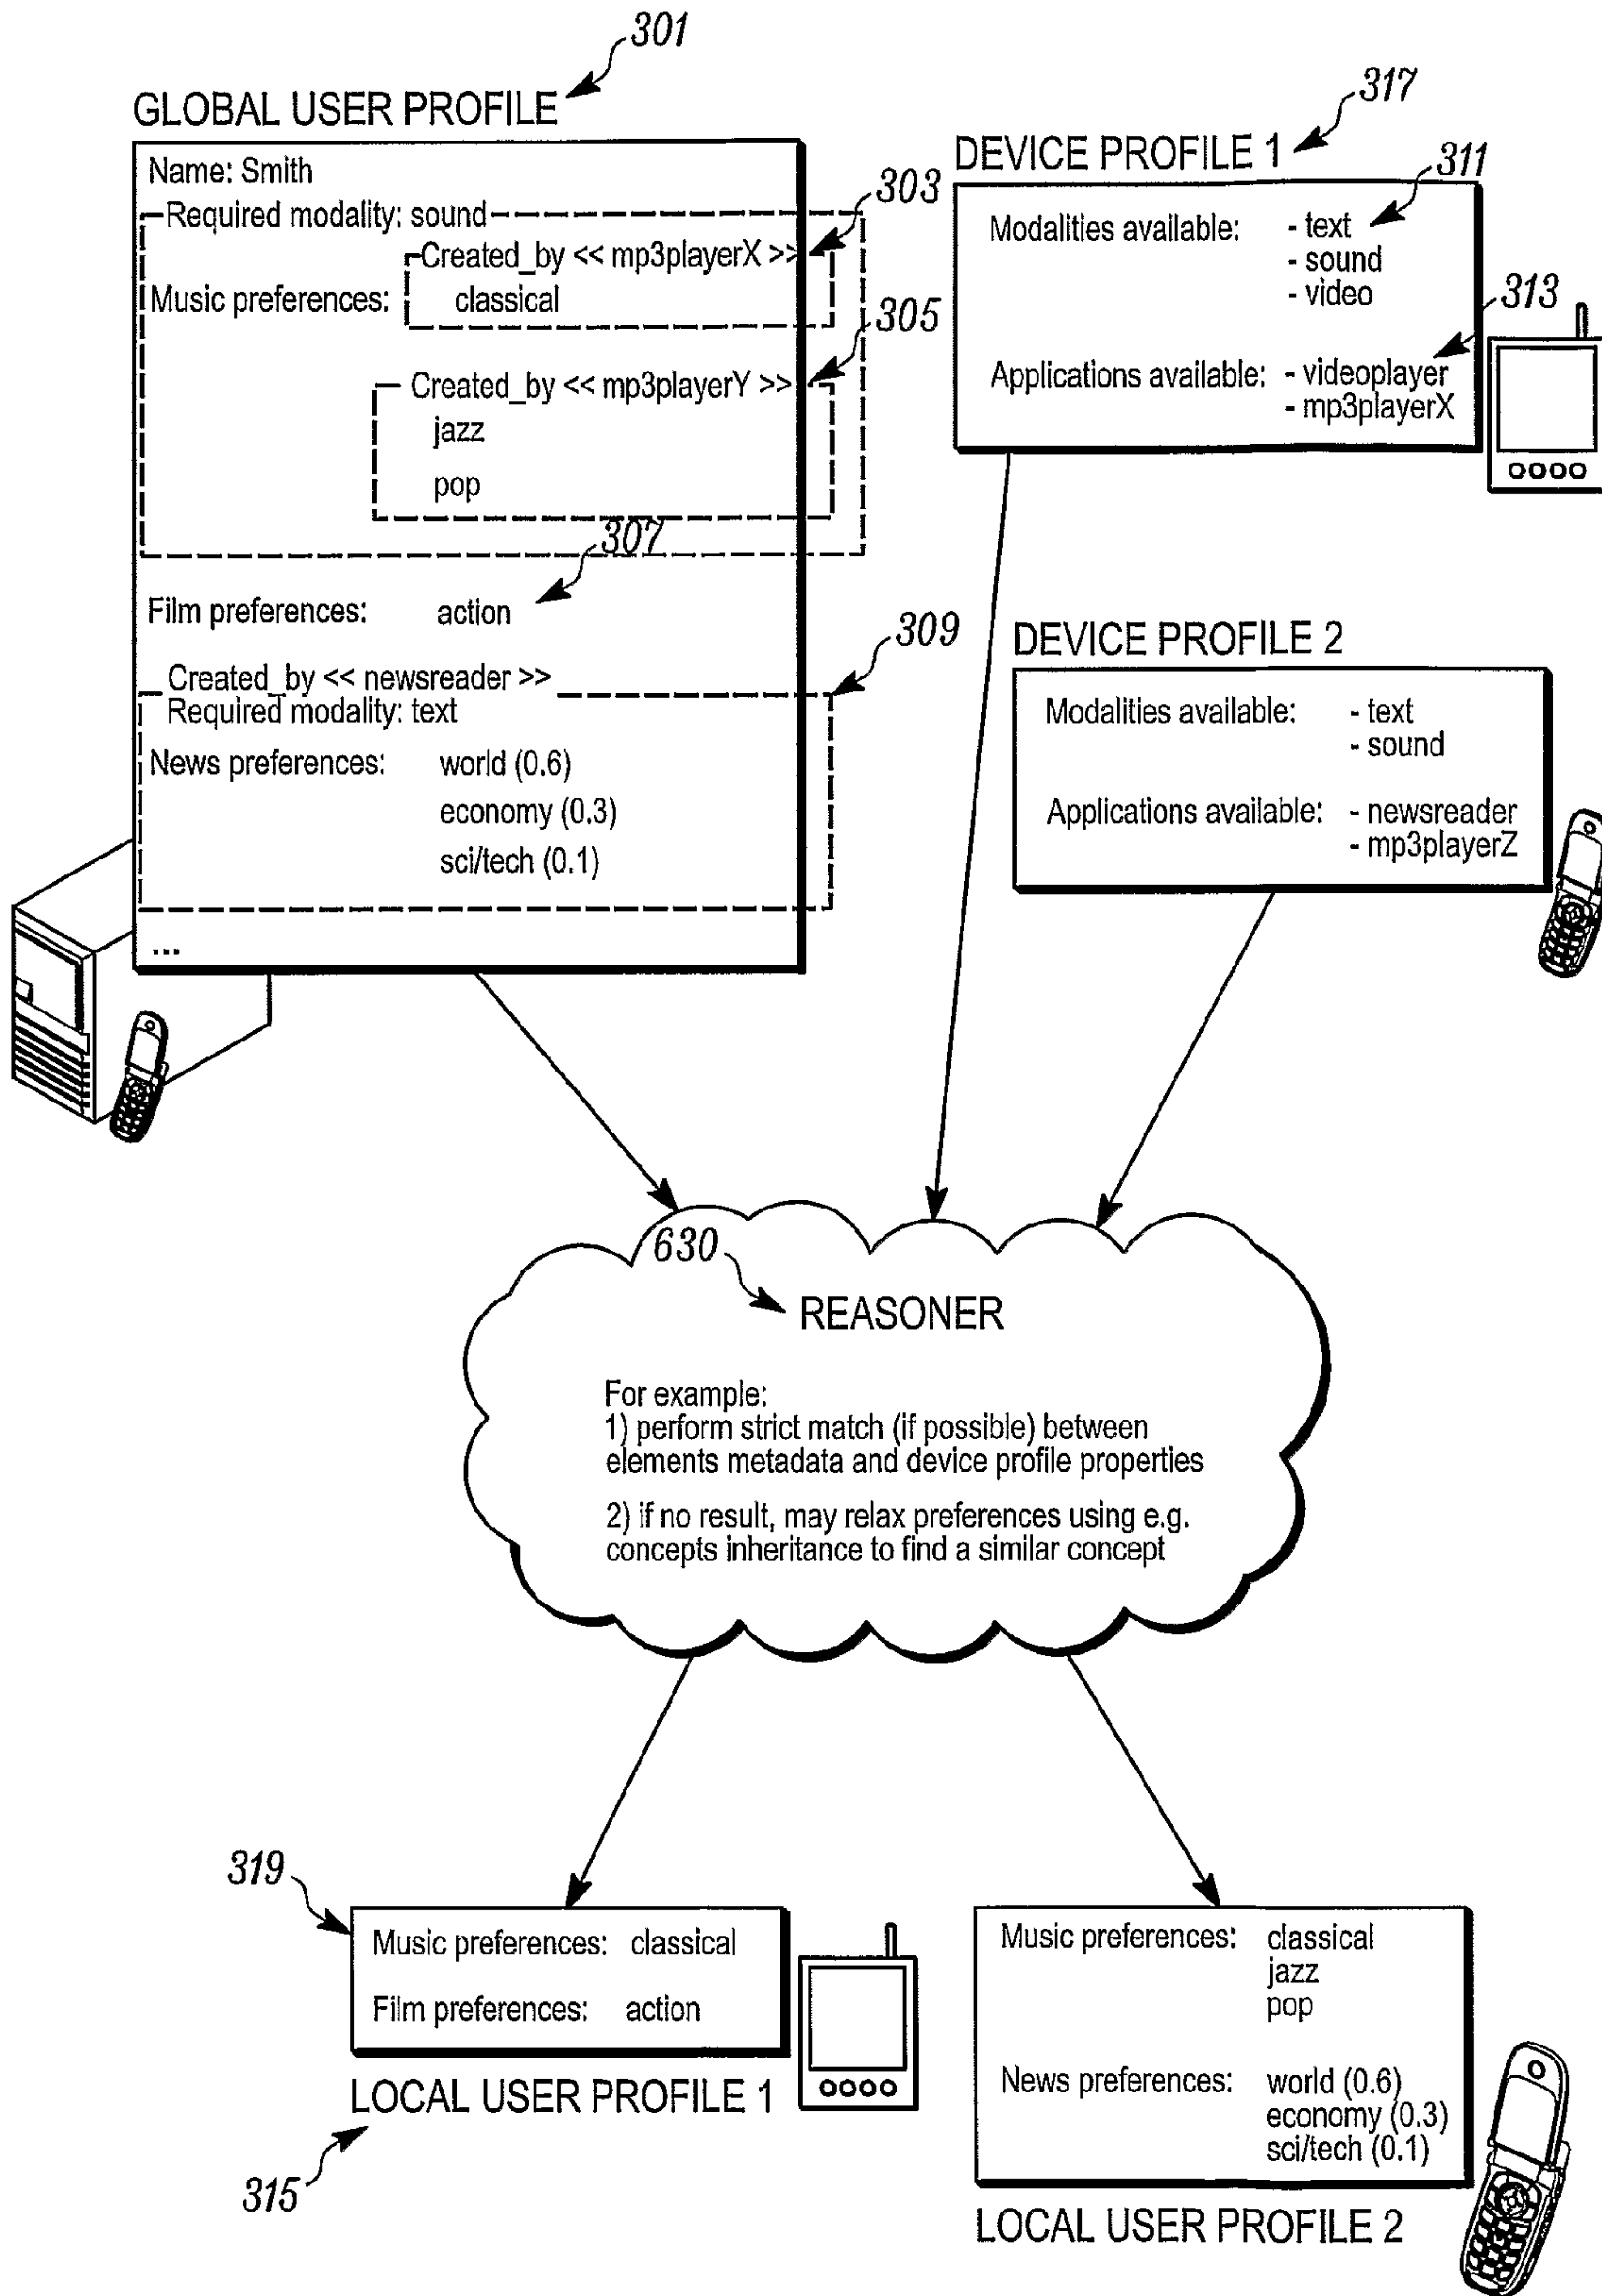 301
GLOBAL USER PROFILE
Name: Smith
Required modality: sound
303
Created_by << mp3playerX >>
Music preferences: classical
305
Created_by << mp3playerY >>
jazz
pop
307
Film preferences: action
309
Created_by << newsreader >>
Required modality: text
News preferences: world (0.6)
economy (0.3)
sci/tech (0.1)
...
317
DEVICE PROFILE 1
311
Modalities available: - text
- sound
- video
313
Applications available: - videoplayer
- mp3playerX
DEVICE PROFILE 2
Modalities available: - text
- sound
Applications available: - newsreader
- mp3playerZ
630
REASONER
For example:
1) perform strict match (if possible) between
elements metadata and device profile properties
2) if no result, may relax preferences using e.g.
concepts inheritance to find a similar concept
319
Music preferences: classical
Film preferences: action
LOCAL USER PROFILE 1
315
Music preferences: classical
jazz
pop
News preferences: world (0.6)
economy (0.3)
sci/tech (0.1)
LOCAL USER PROFILE 2